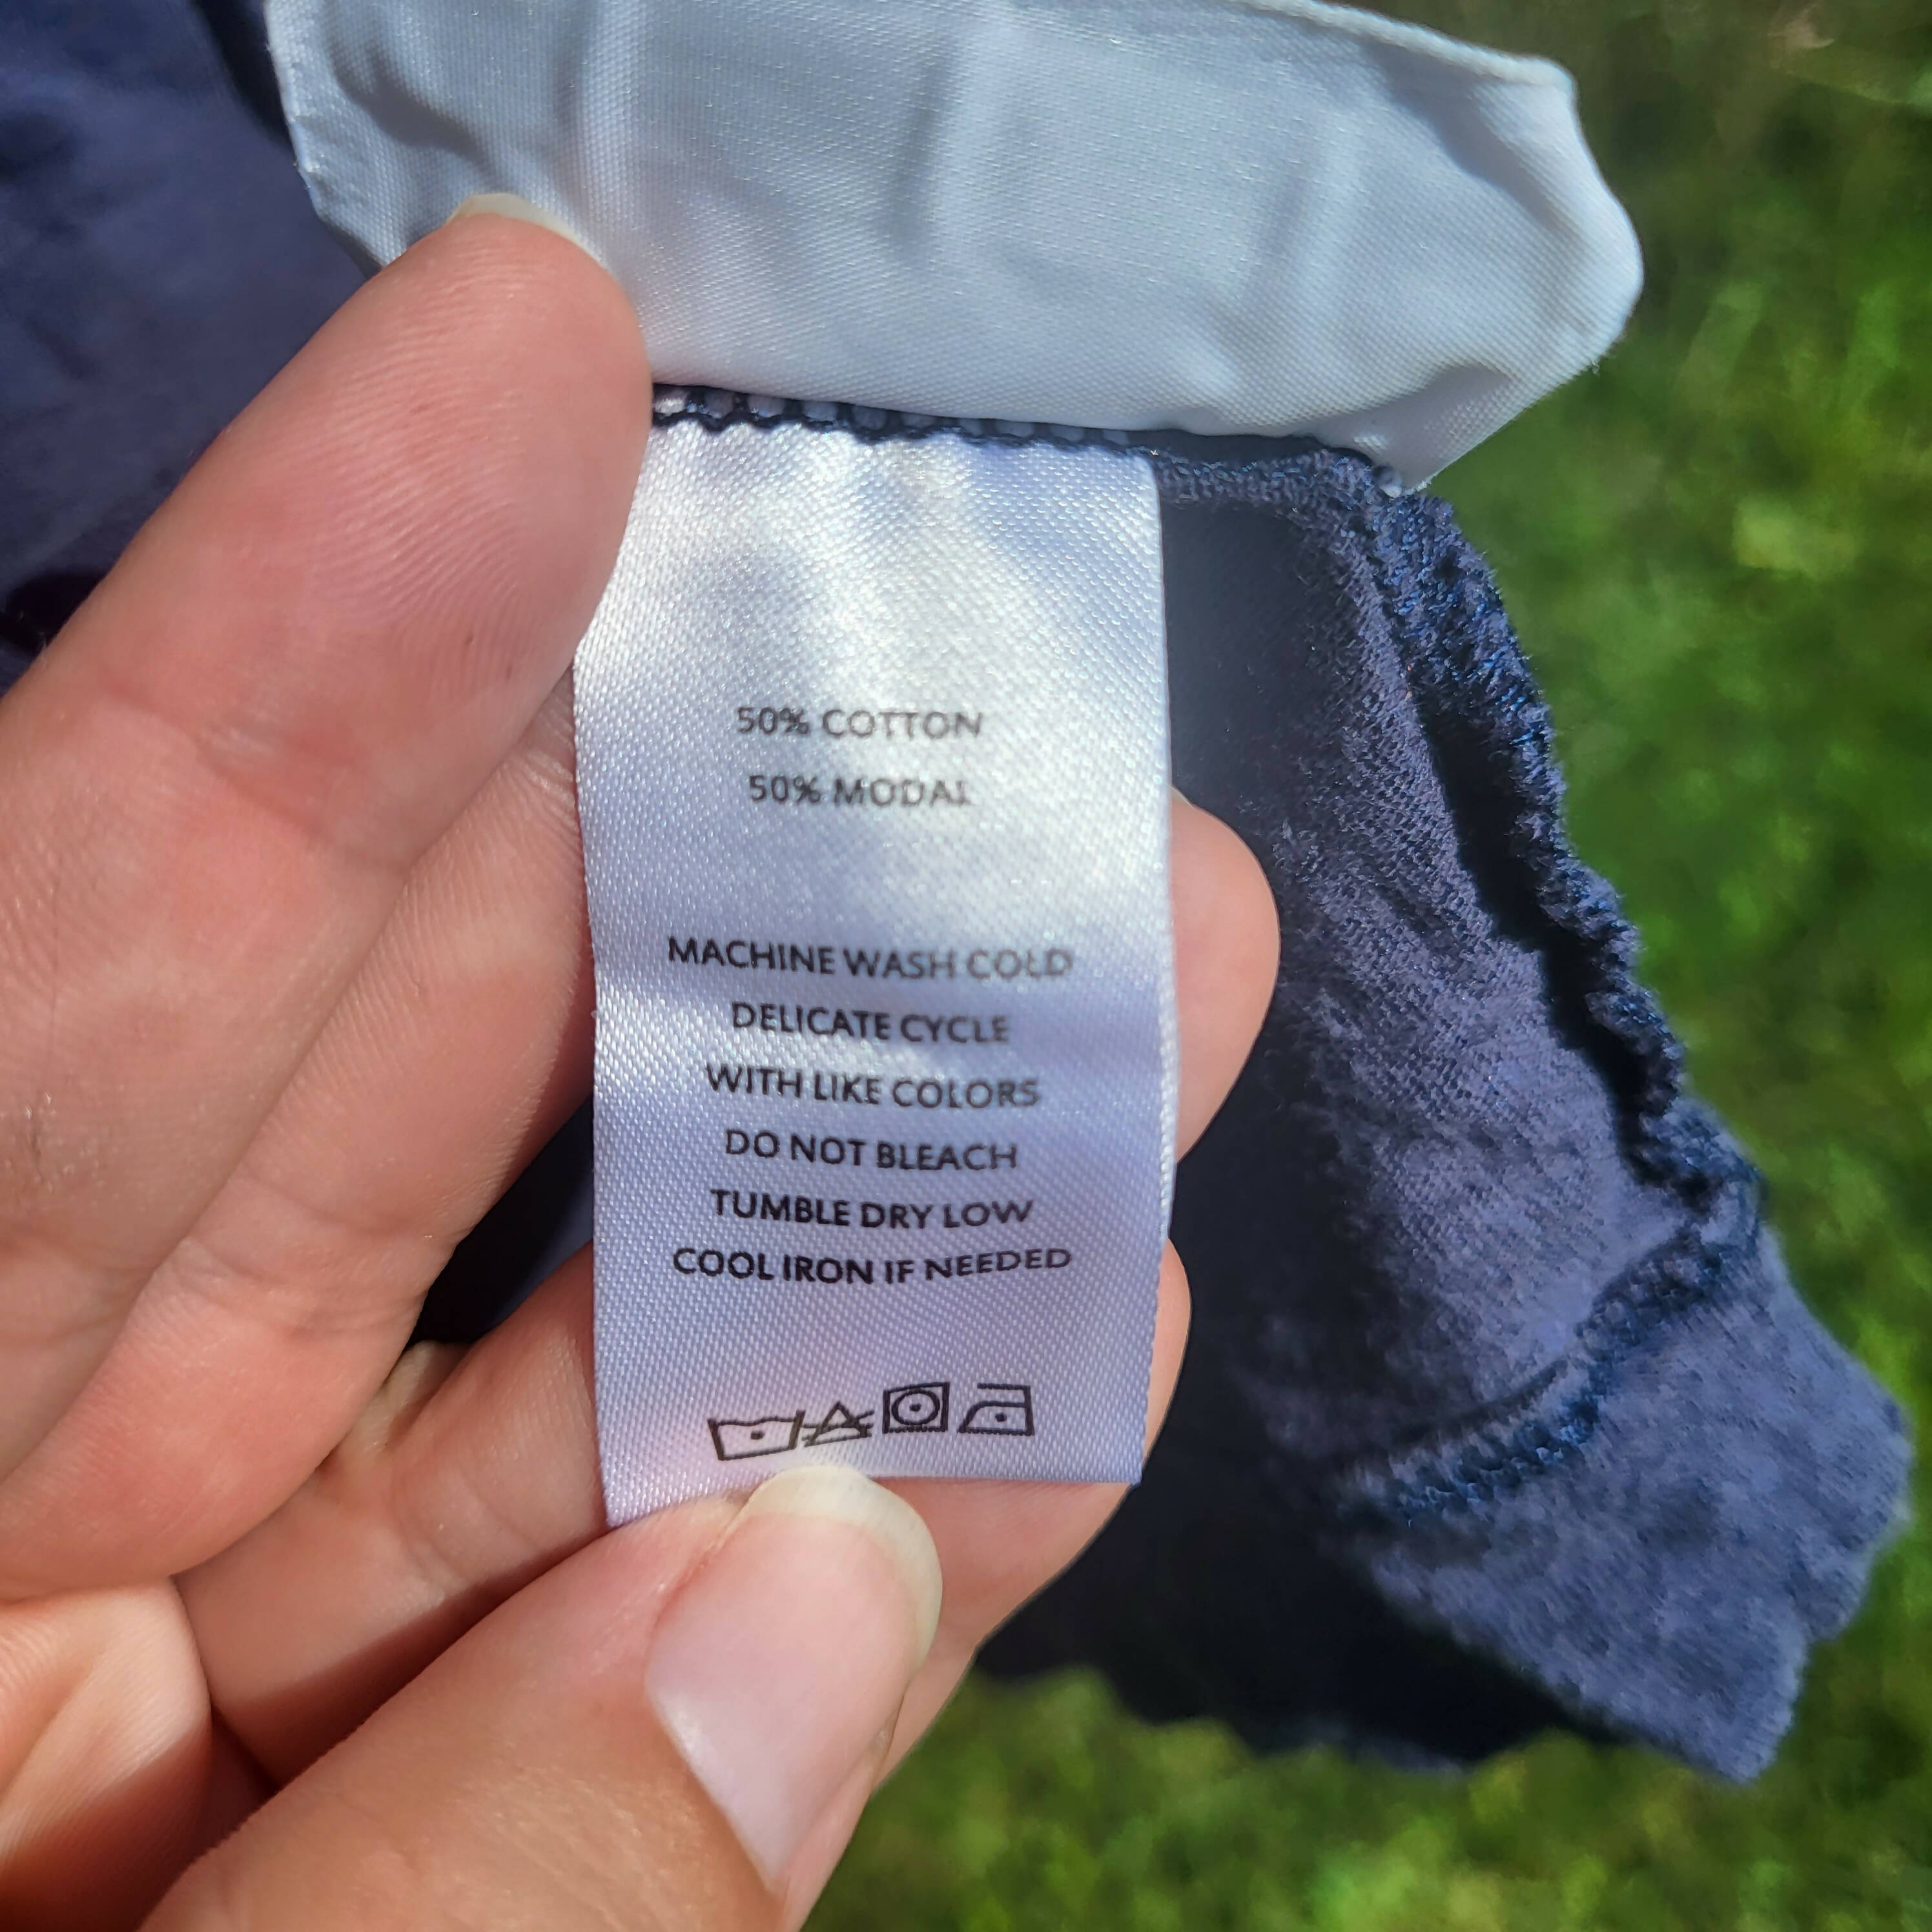 50% COTTON
50% MODAL
MACHINE WASH COLD
DELICATE CYCLE
WITH LIKE COLORS
DO NOT BLEACH
TUMBLE DRY LOW
COOL IRON IF NEEDED